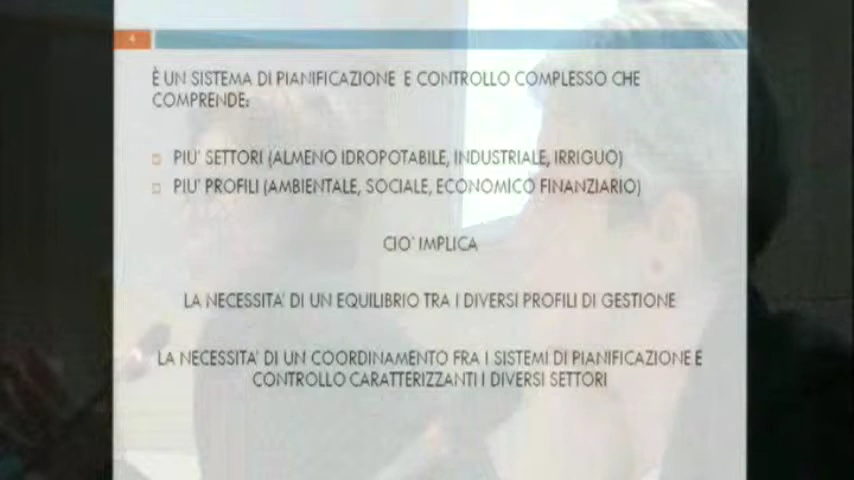 4
È UN SISTEMA DI PIANIFICAZIONE E CONTROLLO COMPLESSO CHE
COMPRENDE:
PIU' SETTORI (ALMENO IDROPOTABILE, INDUSTRIALE, IRRIGUO)
PIU' PROFILI (AMBIENTALE, SOCIALE, ECONOMICO FINANZIARIO)
CIO' IMPLICA
LA NECESSITA' DI UN EQUILIBRIO TRA I DIVERSI PROFILI DI GESTIONE
LA NECESSITA' DI UN COORDINAMENTO FRA I SISTEMI DI PIANIFICAZIONE E
CONTROLLO CARATTERIZZANTI I DIVERSI SETTORI